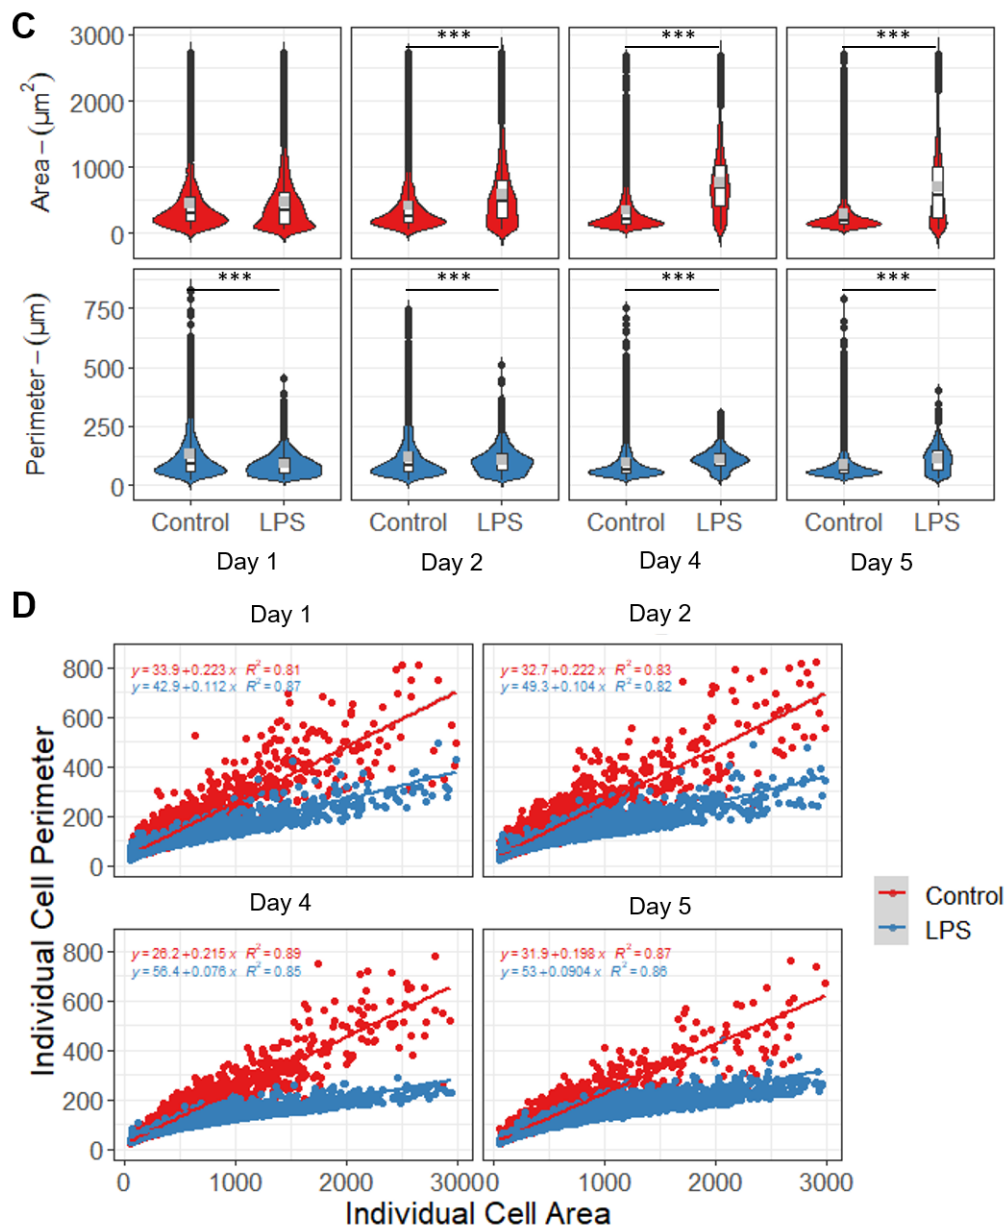 C
Area – (μm²)
3000
2000
1000
0
***
***
***
Perimeter – (μm)
750
500
250
0
***
***
***
***
Control LPS Control LPS Control LPS Control LPS
Day 1 Day 2 Day 4 Day 5
D
Day 1 Day 2
Individual Cell Perimeter
800
600
400
200
0
y = 33.9 + 0.223 x R² = 0.81
y = 42.9 + 0.112 x R² = 0.87
y = 32.7 + 0.222 x R² = 0.83
y = 49.3 + 0.104 x R² = 0.82
Control
LPS
Day 4 Day 5
800
600
400
200
0
y = 26.2 + 0.215 x R² = 0.89
y = 56.4 + 0.076 x R² = 0.85
y = 31.9 + 0.198 x R² = 0.87
y = 53 + 0.0904 x R² = 0.86
0 1000 2000 3000 0 1000 2000 3000
Individual Cell Area